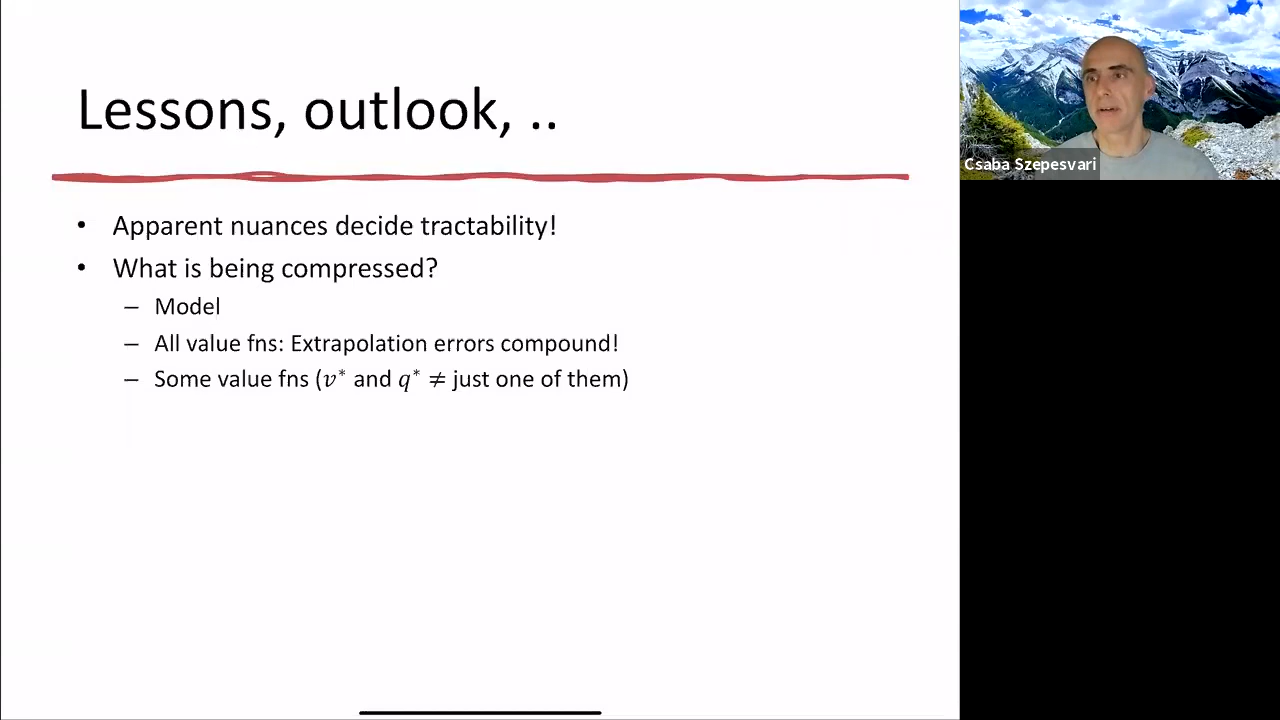 Lessons, outlook, ..
Csaba Szepesvari
• Apparent nuances decide tractability!
• What is being compressed?
– Model
– All value fns: Extrapolation errors compound!
– Some value fns (v* and q* ≠ just one of them)